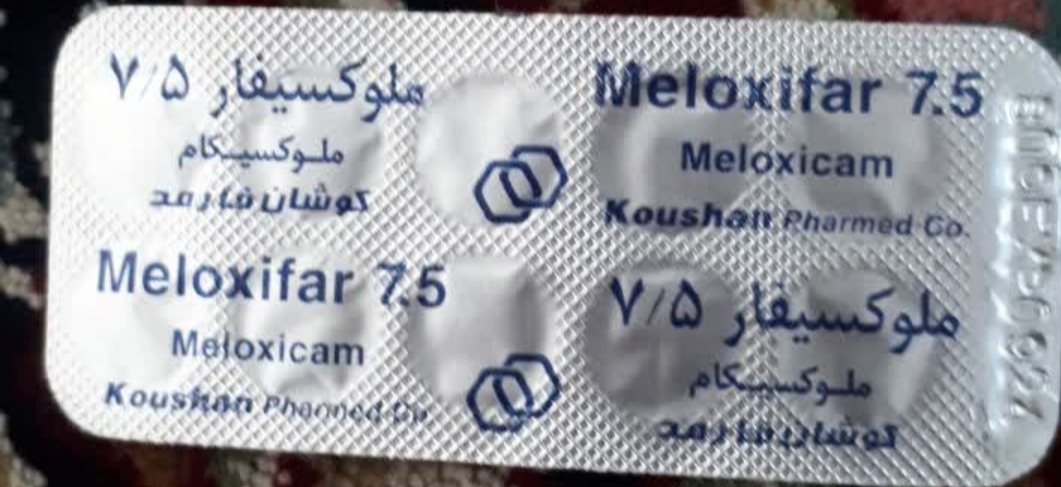 ملوکسیفار ۷/۵
ملوکسیکام
کوشان فارمد
Meloxifar 7.5
Meloxicam
Koushan Pharmed Co.
Meloxifar 7.5
Meloxicam
Koushan Pharmed Co.
ملوکسیفار ۷/۵
ملوکسیکام
کوشان فارمد